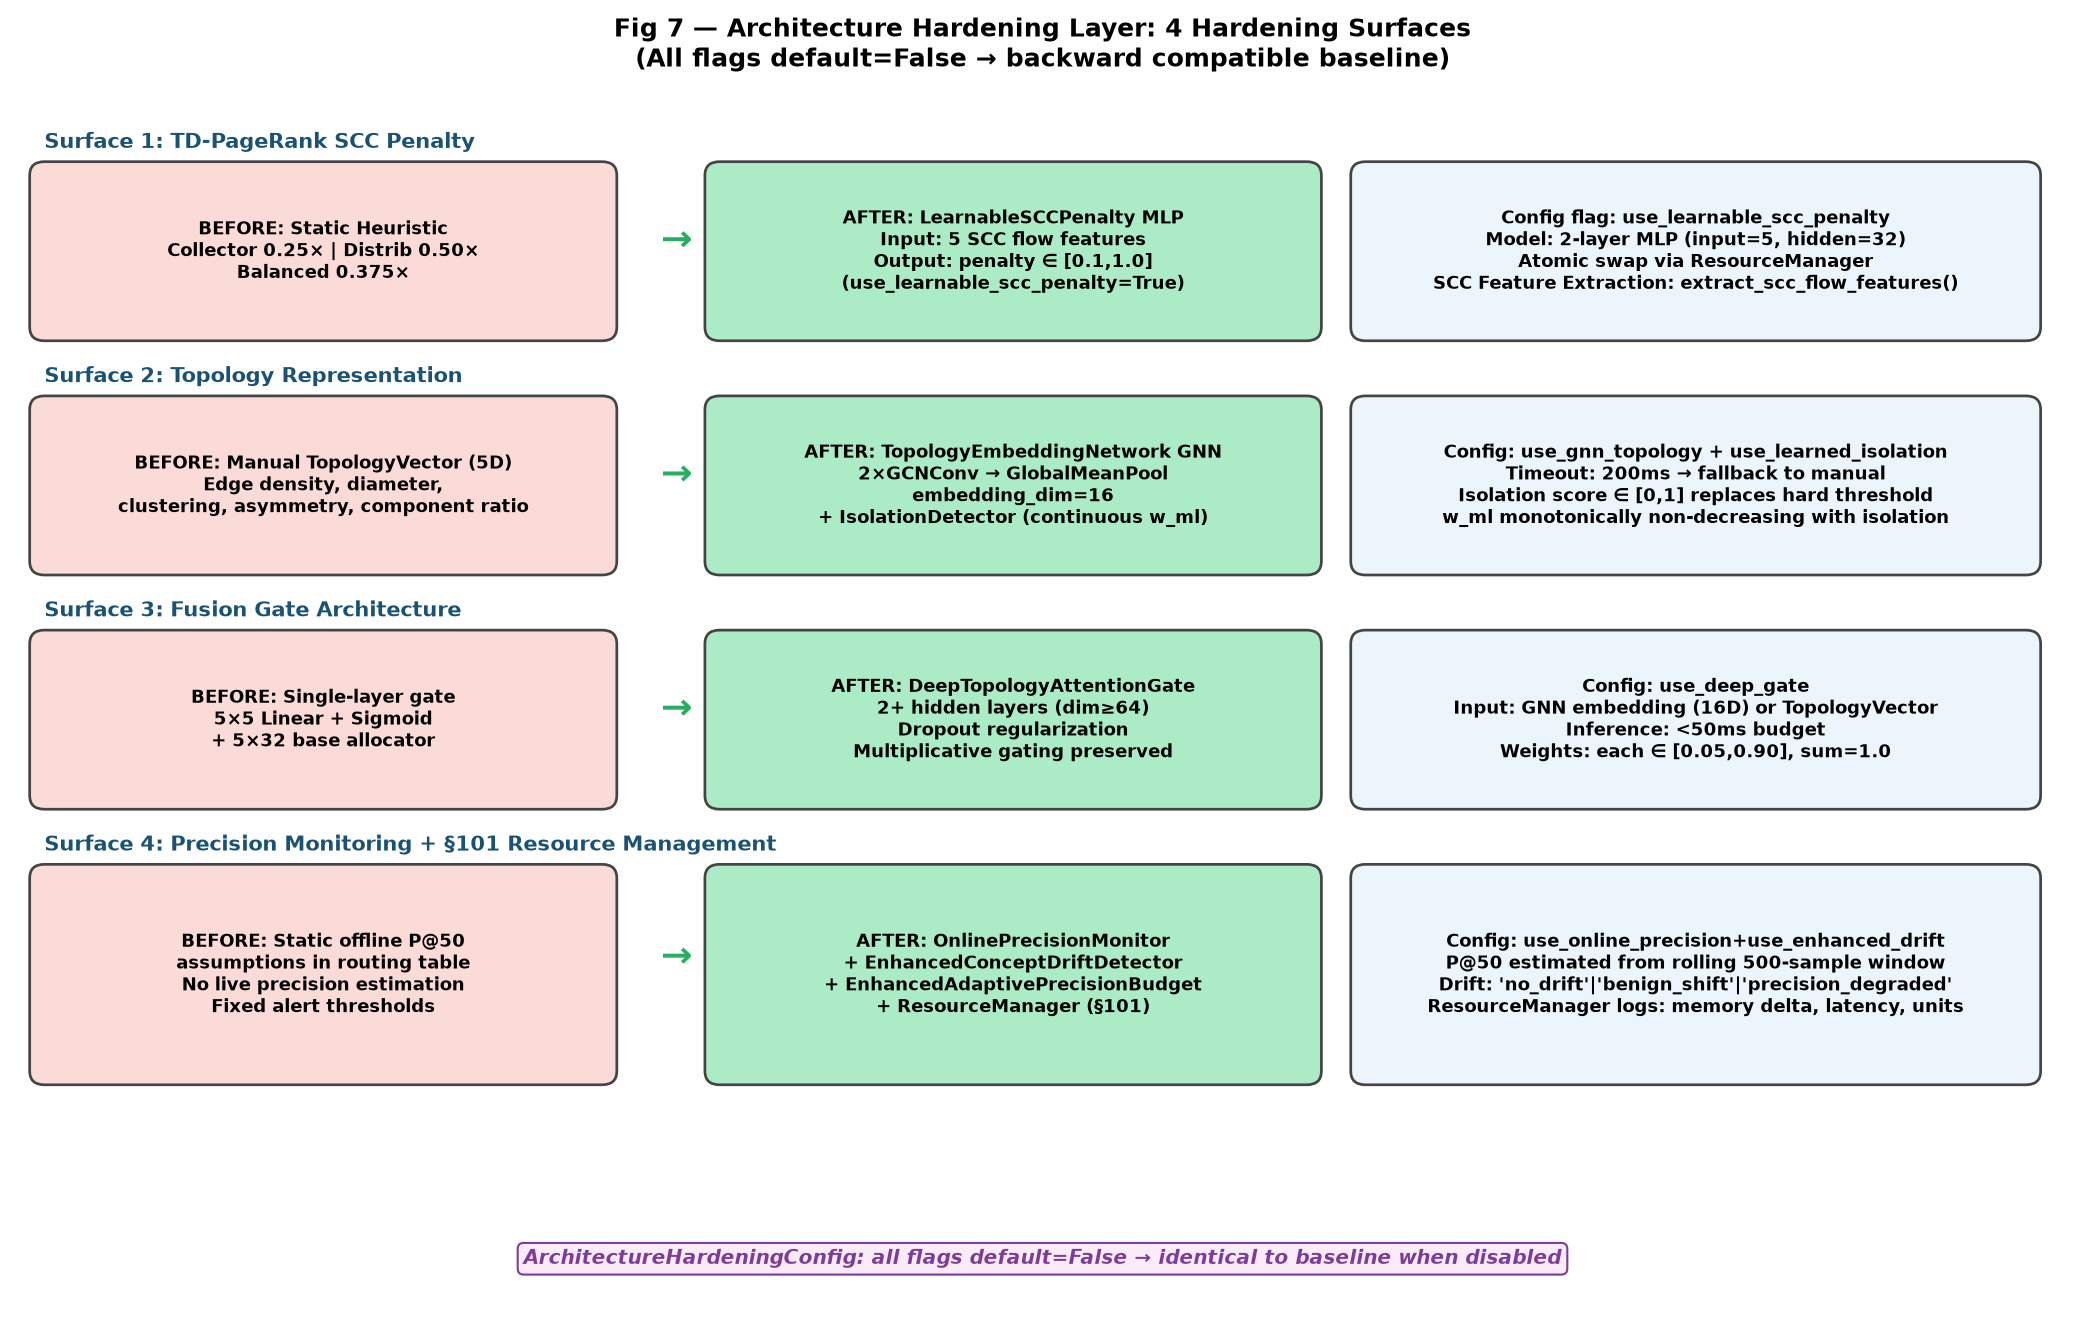 Fig 7 — Architecture Hardening Layer: 4 Hardening Surfaces
(All flags default=False → backward compatible baseline)
Surface 1: TD-PageRank SCC Penalty
BEFORE: Static Heuristic
Collector 0.25× | Distrib 0.50×
Balanced 0.375×
→
AFTER: LearnableSCCPenalty MLP
Input: 5 SCC flow features
Output: penalty ∈ [0.1,1.0]
(use_learnable_scc_penalty=True)
Config flag: use_learnable_scc_penalty
Model: 2-layer MLP (input=5, hidden=32)
Atomic swap via ResourceManager
SCC Feature Extraction: extract_scc_flow_features()
Surface 2: Topology Representation
BEFORE: Manual TopologyVector (5D)
Edge density, diameter,
clustering, asymmetry, component ratio
→
AFTER: TopologyEmbeddingNetwork GNN
2×GCNConv → GlobalMeanPool
embedding_dim=16
+ IsolationDetector (continuous w_ml)
Config: use_gnn_topology + use_learned_isolation
Timeout: 200ms → fallback to manual
Isolation score ∈ [0,1] replaces hard threshold
w_ml monotonically non-decreasing with isolation
Surface 3: Fusion Gate Architecture
BEFORE: Single-layer gate
5×5 Linear + Sigmoid
+ 5×32 base allocator
→
AFTER: DeepTopologyAttentionGate
2+ hidden layers (dim≥64)
Dropout regularization
Multiplicative gating preserved
Config: use_deep_gate
Input: GNN embedding (16D) or TopologyVector
Inference: <50ms budget
Weights: each ∈ [0.05,0.90], sum=1.0
Surface 4: Precision Monitoring + §101 Resource Management
BEFORE: Static offline P@50
assumptions in routing table
No live precision estimation
Fixed alert thresholds
→
AFTER: OnlinePrecisionMonitor
+ EnhancedConceptDriftDetector
+ EnhancedAdaptivePrecisionBudget
+ ResourceManager (§101)
Config: use_online_precision+use_enhanced_drift
P@50 estimated from rolling 500-sample window
Drift: 'no_drift'|'benign_shift'|'precision_degraded'
ResourceManager logs: memory delta, latency, units
ArchitectureHardeningConfig: all flags default=False → identical to baseline when disabled